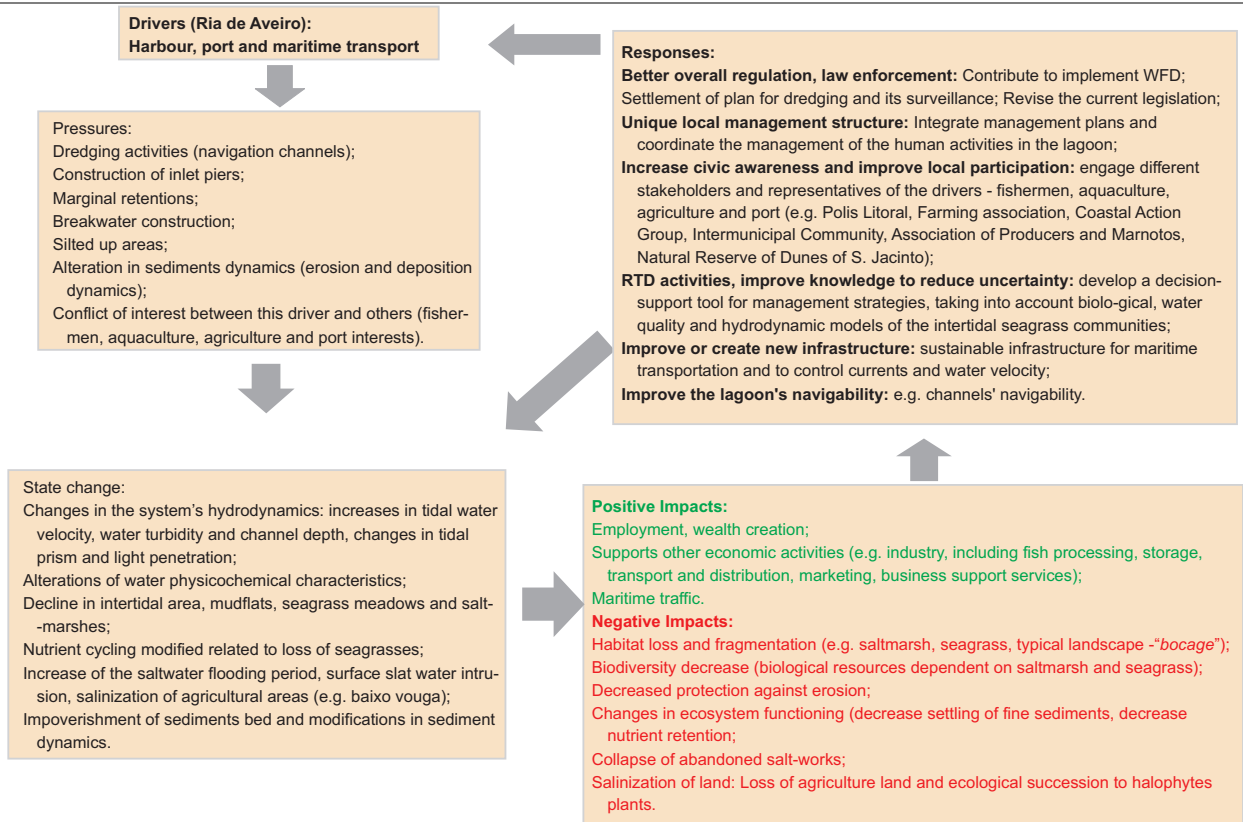 Drivers (Ria de Aveiro):
Harbour, port and maritime transport
Pressures:
Dredging activities (navigation channels);
Construction of inlet piers;
Marginal retentions;
Breakwater construction;
Silted up areas;
Alteration in sediments dynamics (erosion and deposition
dynamics);
Conflict of interest between this driver and others (fisher-
men, aquaculture, agriculture and port interests).
State change:
Changes in the system's hydrodynamics: increases in tidal water
velocity, water turbidity and channel depth, changes in tidal
prism and light penetration;
Alterations of water physicochemical characteristics;
Decline in intertidal area, mudflats, seagrass meadows and salt-
-marshes;
Nutrient cycling modified related to loss of seagrasses;
Increase of the saltwater flooding period, surface slat water intru-
sion, salinization of agricultural areas (e.g. baixo vouga);
Impoverishment of sediments bed and modifications in sediment
dynamics.
Positive Impacts:
Employment, wealth creation;
Supports other economic activities (e.g. industry, including fish processing, storage,
transport and distribution, marketing, business support services);
Maritime traffic.
Negative Impacts:
Habitat loss and fragmentation (e.g. saltmarsh, seagrass, typical landscape -“bocage”);
Biodiversity decrease (biological resources dependent on saltmarsh and seagrass);
Decreased protection against erosion;
Changes in ecosystem functioning (decrease settling of fine sediments, decrease
nutrient retention;
Collapse of abandoned salt-works;
Salinization of land: Loss of agriculture land and ecological succession to halophytes
plants.
Responses:
Better overall regulation, law enforcement: Contribute to implement WFD;
Settlement of plan for dredging and its surveillance; Revise the current legislation;
Unique local management structure: Integrate management plans and
coordinate the management of the human activities in the lagoon;
Increase civic awareness and improve local participation: engage different
stakeholders and representatives of the drivers - fishermen, aquaculture,
agriculture and port (e.g. Polis Litoral, Farming association, Coastal Action
Group, Intermunicipal Community, Association of Producers and Marnotos,
Natural Reserve of Dunes of S. Jacinto);
RTD activities, improve knowledge to reduce uncertainty: develop a decision-
support tool for management strategies, taking into account biolo-gical, water
quality and hydrodynamic models of the intertidal seagrass communities;
Improve or create new infrastructure: sustainable infrastructure for maritime
transportation and to control currents and water velocity;
Improve the lagoon's navigability: e.g. channels' navigability.